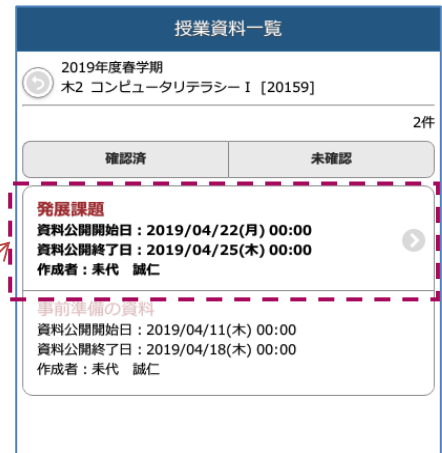 授業資料一覧
2019年度春学期
木2 コンピュータリテラシーⅠ [20159]
2件
確認済 未確認
発展課題
資料公開開始日：2019/04/22(月) 00:00
資料公開終了日：2019/04/25(木) 00:00
作成者：耒代 誠仁
事前準備の資料
資料公開開始日：2019/04/11(木) 00:00
資料公開終了日：2019/04/18(木) 00:00
作成者：耒代 誠仁